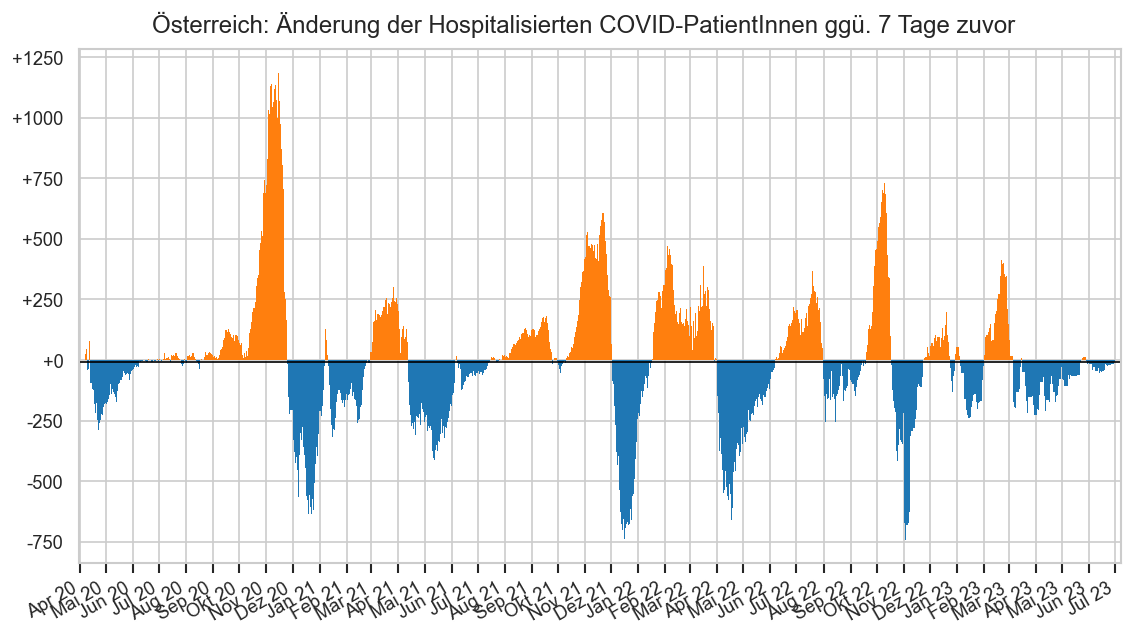 Österreich: Änderung der Hospitalisierten COVID-PatientInnen ggü. 7 Tage zuvor
+1250
+1000
+750
+500
+250
+0
-250
-500
-750
Apr 20
Mai 20
Jun 20
Jul 20
Aug 20
Sep 20
Okt 20
Nov 20
Dez 20
Jan 21
Feb 21
Mar 21
Apr 21
Mai 21
Jun 21
Jul 21
Aug 21
Sep 21
Okt 21
Nov 21
Dez 21
Jan 22
Feb 22
Mar 22
Apr 22
Mai 22
Jun 22
Jul 22
Aug 22
Sep 22
Okt 22
Nov 22
Dez 22
Jan 23
Feb 23
Mar 23
Apr 23
Mai 23
Jun 23
Jul 23